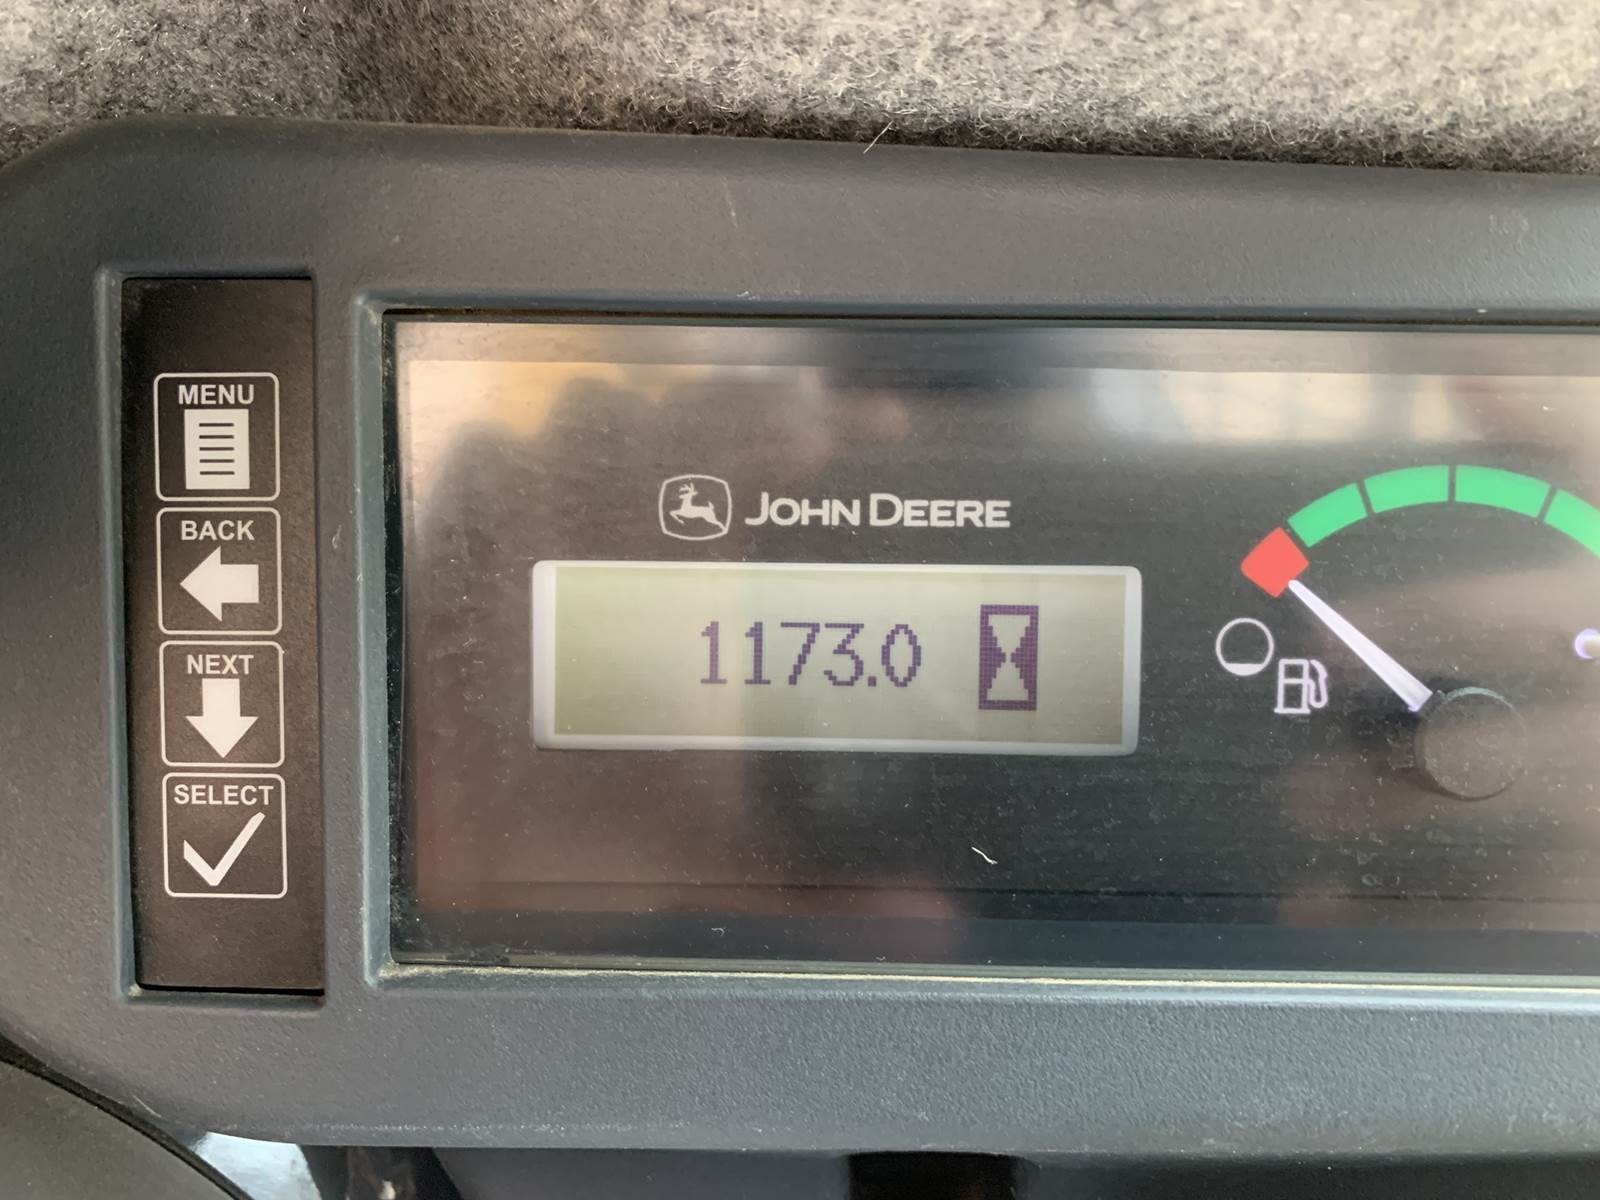 MENU
BACK
NEXT
SELECT
JOHN DEERE
1173.0